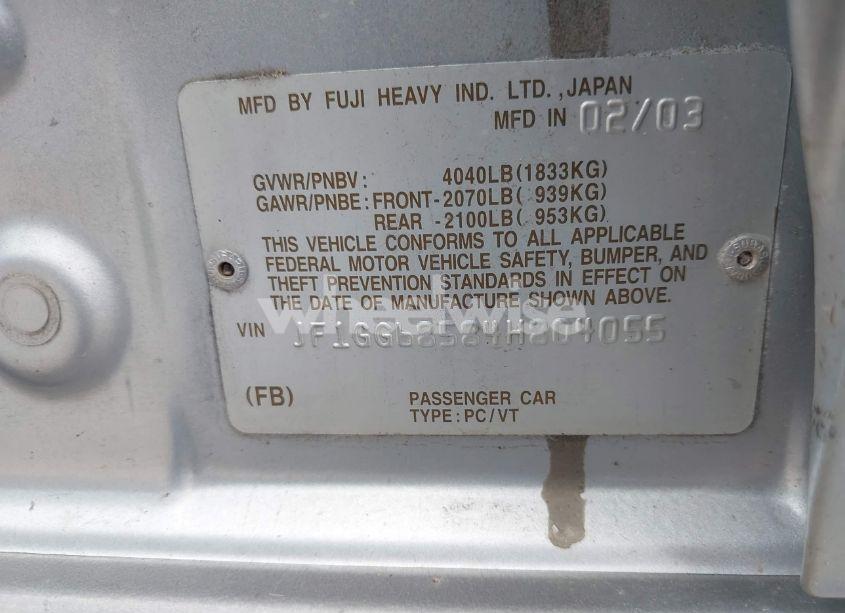 MFD BY FUJI HEAVY IND. LTD.,JAPAN
MFD IN 02/03
GVWR/PNBV: 4040LB(1833KG)
GAWR/PNBE: FRONT-2070LB( 939KG)
REAR -2100LB( 953KG)
THIS VEHICLE CONFORMS TO ALL APPLICABLE
FEDERAL MOTOR VEHICLE SAFETY, BUMPER, AND
THEFT PREVENTION STANDARDS IN EFFECT ON
THE DATE OF MANUFACTURE SHOWN ABOVE.
wheelwise
VIN
(FB) PASSENGER CAR
TYPE:PC/VT